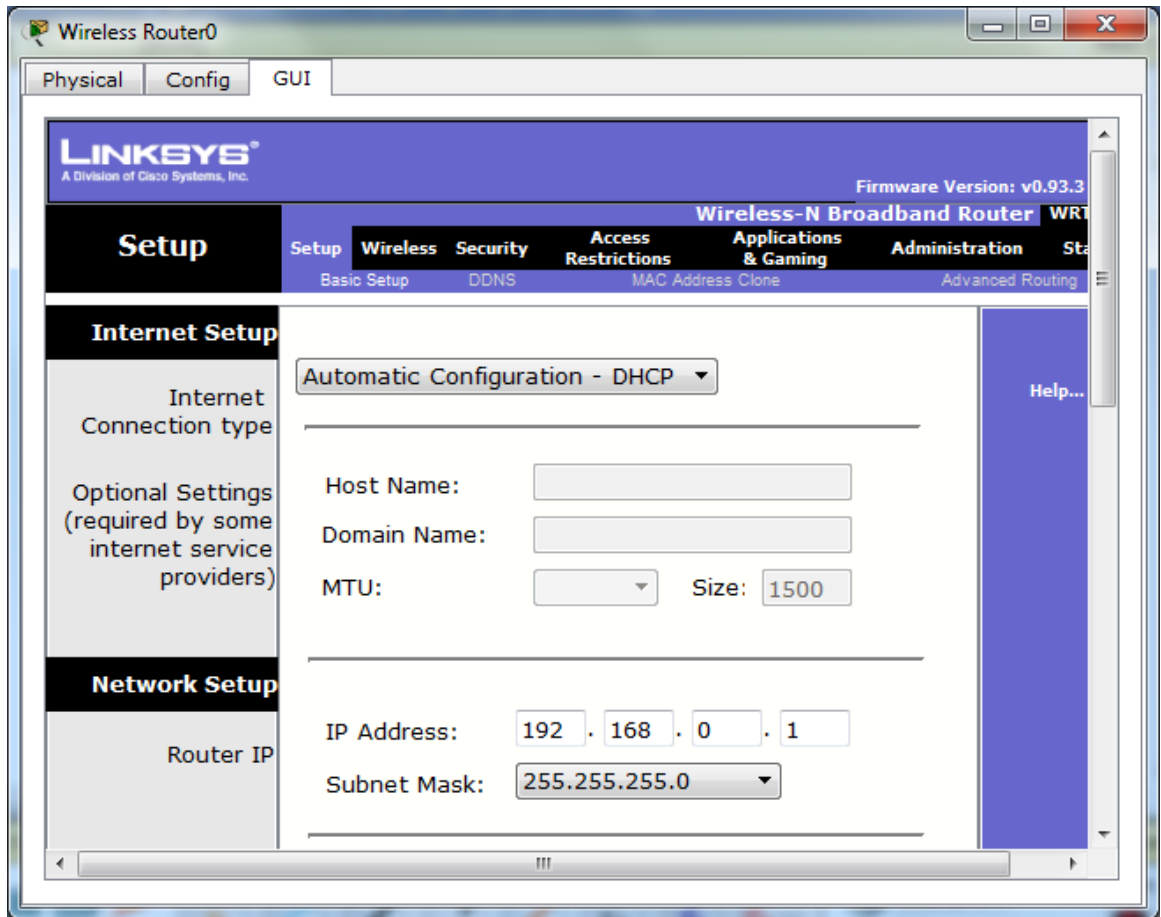 Wireless Router0
Physical Config GUI
LINKSYS®
A Division of Cisco Systems, Inc.
Firmware Version: v0.93.3
Wireless-N Broadband Router WRT
Setup
Setup Wireless Security Access Restrictions Applications & Gaming Administration Sta
Basic Setup DDNS MAC Address Clone Advanced Routing
Internet Setup
Automatic Configuration - DHCP
Internet
Connection type
Help...
Optional Settings
(required by some
internet service
providers)
Host Name:
Domain Name:
MTU: Size: 1500
Network Setup
Router IP
IP Address: 192 . 168 . 0 . 1
Subnet Mask: 255.255.255.0